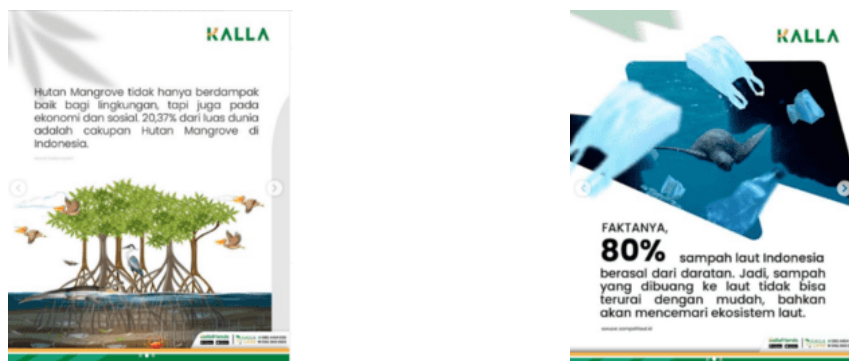 KALLA
Hutan Mangrove tidak hanya berdampak
baik bagi lingkungan, tapi juga pada
ekonomi dan sosial. 20,37% dari luas dunia
adalah cakupan Hutan Mangrove di
Indonesia.
KALLA
FAKTANYA,
80% sampah laut Indonesia
berasal dari daratan. Jadi, sampah
yang dibuang ke laut tidak bisa
terurai dengan mudah, bahkan
akan mencemari ekosistem laut.